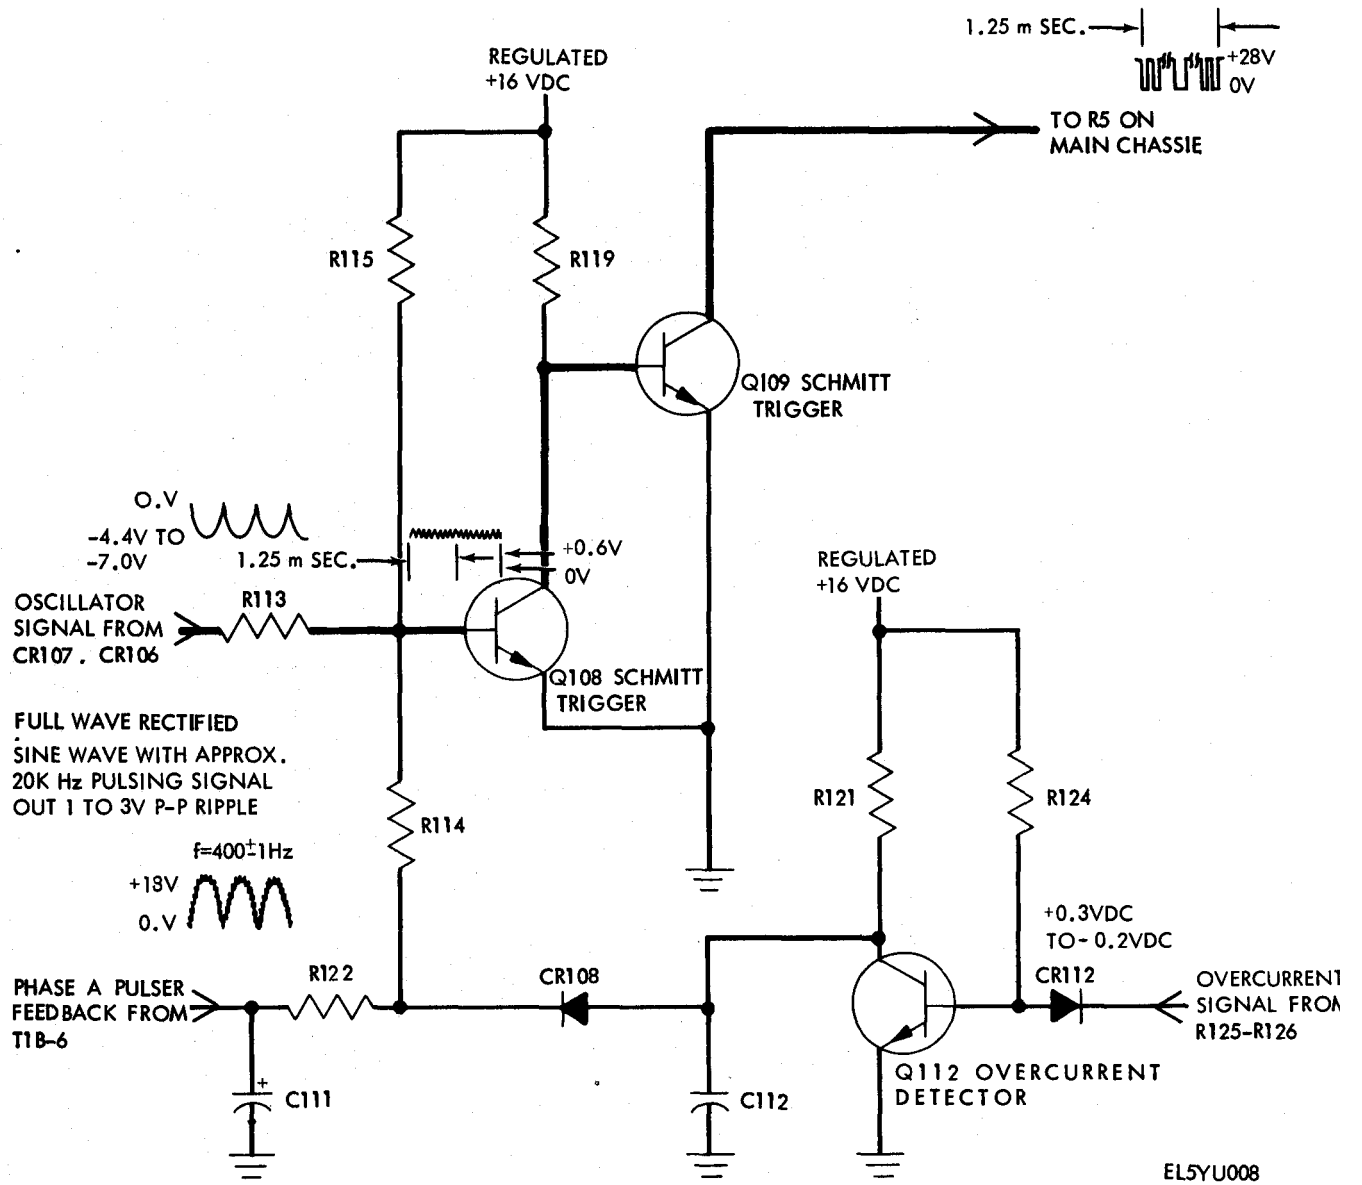 1.25 m SEC.
+28V
0V
REGULATED
+16 VDC
TO R5 ON
MAIN CHASSIE
R115
R119
Q109 SCHMITT
TRIGGER
0.V
-4.4V TO
-7.0V
1.25 m SEC.
+0.6V
0V
OSCILLATOR
SIGNAL FROM
CR107. CR106
R113
Q108 SCHMITT
TRIGGER
REGULATED
+16 VDC
FULL WAVE RECTIFIED
SINE WAVE WITH APPROX.
20K Hz PULSING SIGNAL
OUT 1 TO 3V P-P RIPPLE
R114
R121
R124
f=400±1Hz
+18V
0.V
+0.3VDC
TO-0.2VDC
PHASE A PULSER
FEEDBACK FROM
T1B-6
R122
CR108
CR112
OVERCURRENT
SIGNAL FROM
R125-R126
C111
C112
Q112 OVERCURRENT
DETECTOR
EL5YU008